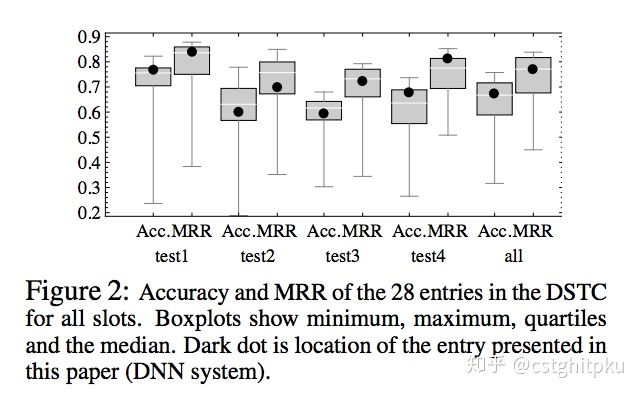 0.9
0.8
0.7
0.6
0.5
0.4
0.3
0.2
Acc. MRR Acc. MRR Acc. MRR Acc. MRR Acc. MRR
test1 test2 test3 test4 all
Figure 2: Accuracy and MRR of the 28 entries in the DSTC
for all slots. Boxplots show minimum, maximum, quartiles
and the median. Dark dot is location of the entry presented in
this paper (DNN system).
知乎 @cstghitpku